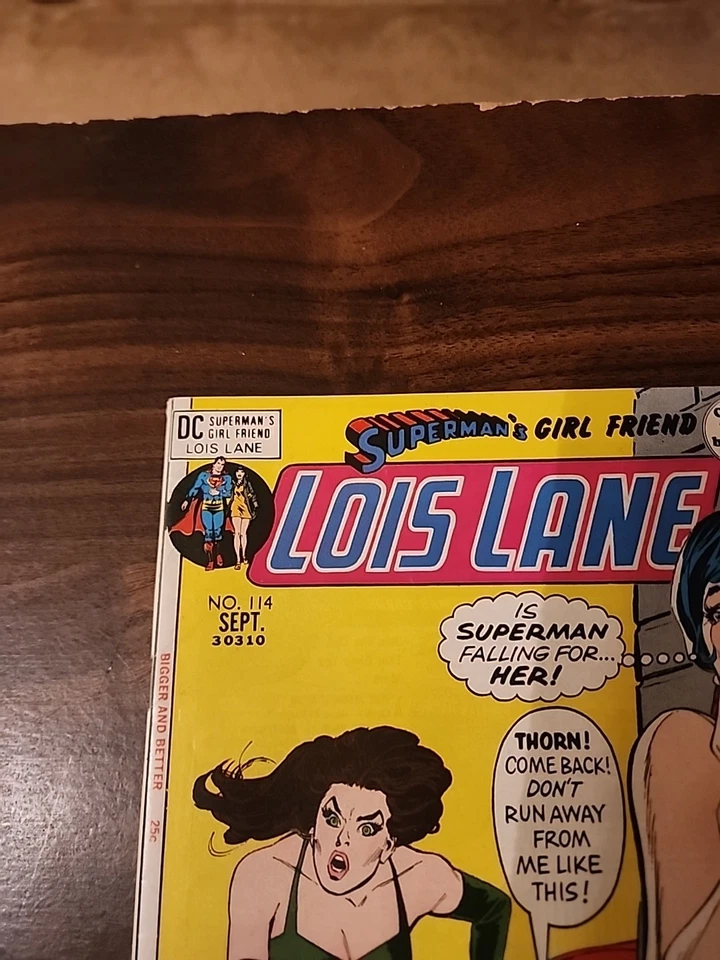 DC SUPERMAN'S
GIRL FRIEND
LOIS LANE
SUPERMAN'S GIRL FRIEND
LOIS LANE
NO. 114
SEPT.
30310
IS
SUPERMAN
FALLING FOR...
HER!
THORN!
COME BACK!
DON'T
RUN AWAY
FROM
ME LIKE
THIS!
BIGGER AND BETTER 25¢